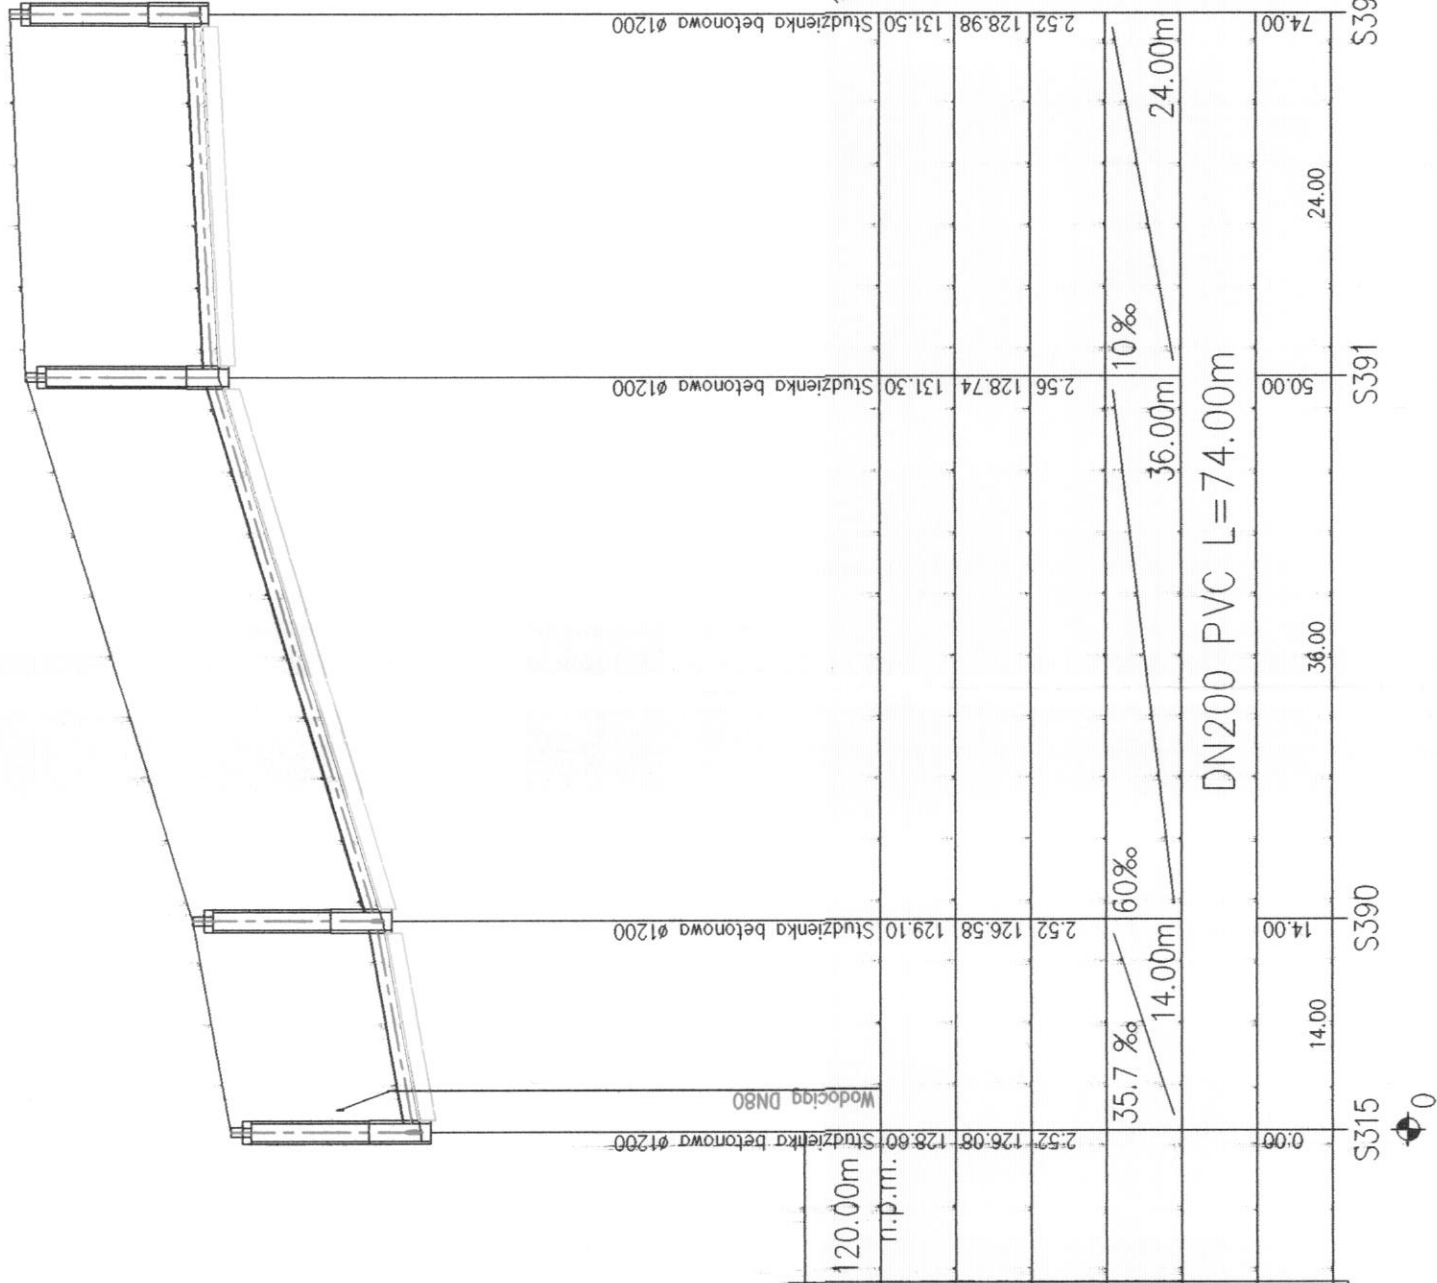 Studzienka betonowa ø1200
Wodociąg DN80
Studzienka betonowa ø1200
Studzienka betonowa ø1200
Studzienka betonowa ø1200
120.00m
n.p.m.
128.60
129.10
131.30
131.50
126.08
126.58
128.74
128.98
2.52
2.52
2.56
2.52
35.7 ‰
14.00m
60‰
36.00m
10‰
24.00m
DN200 PVC L=74.00m
0.00
14.00
50.00
74.00
14.00
36.00
24.00
S315
S390
S391
0